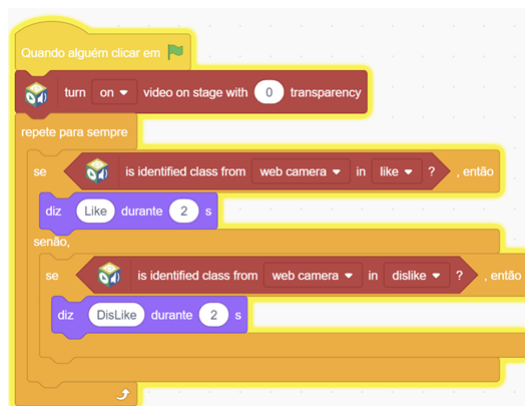 Quando alguém clicar em
turn on video on stage with 0 transparency
repete para sempre
se is identified class from web camera in like ? , então
diz Like durante 2 s
senão,
se is identified class from web camera in dislike ? , então
diz DisLike durante 2 s